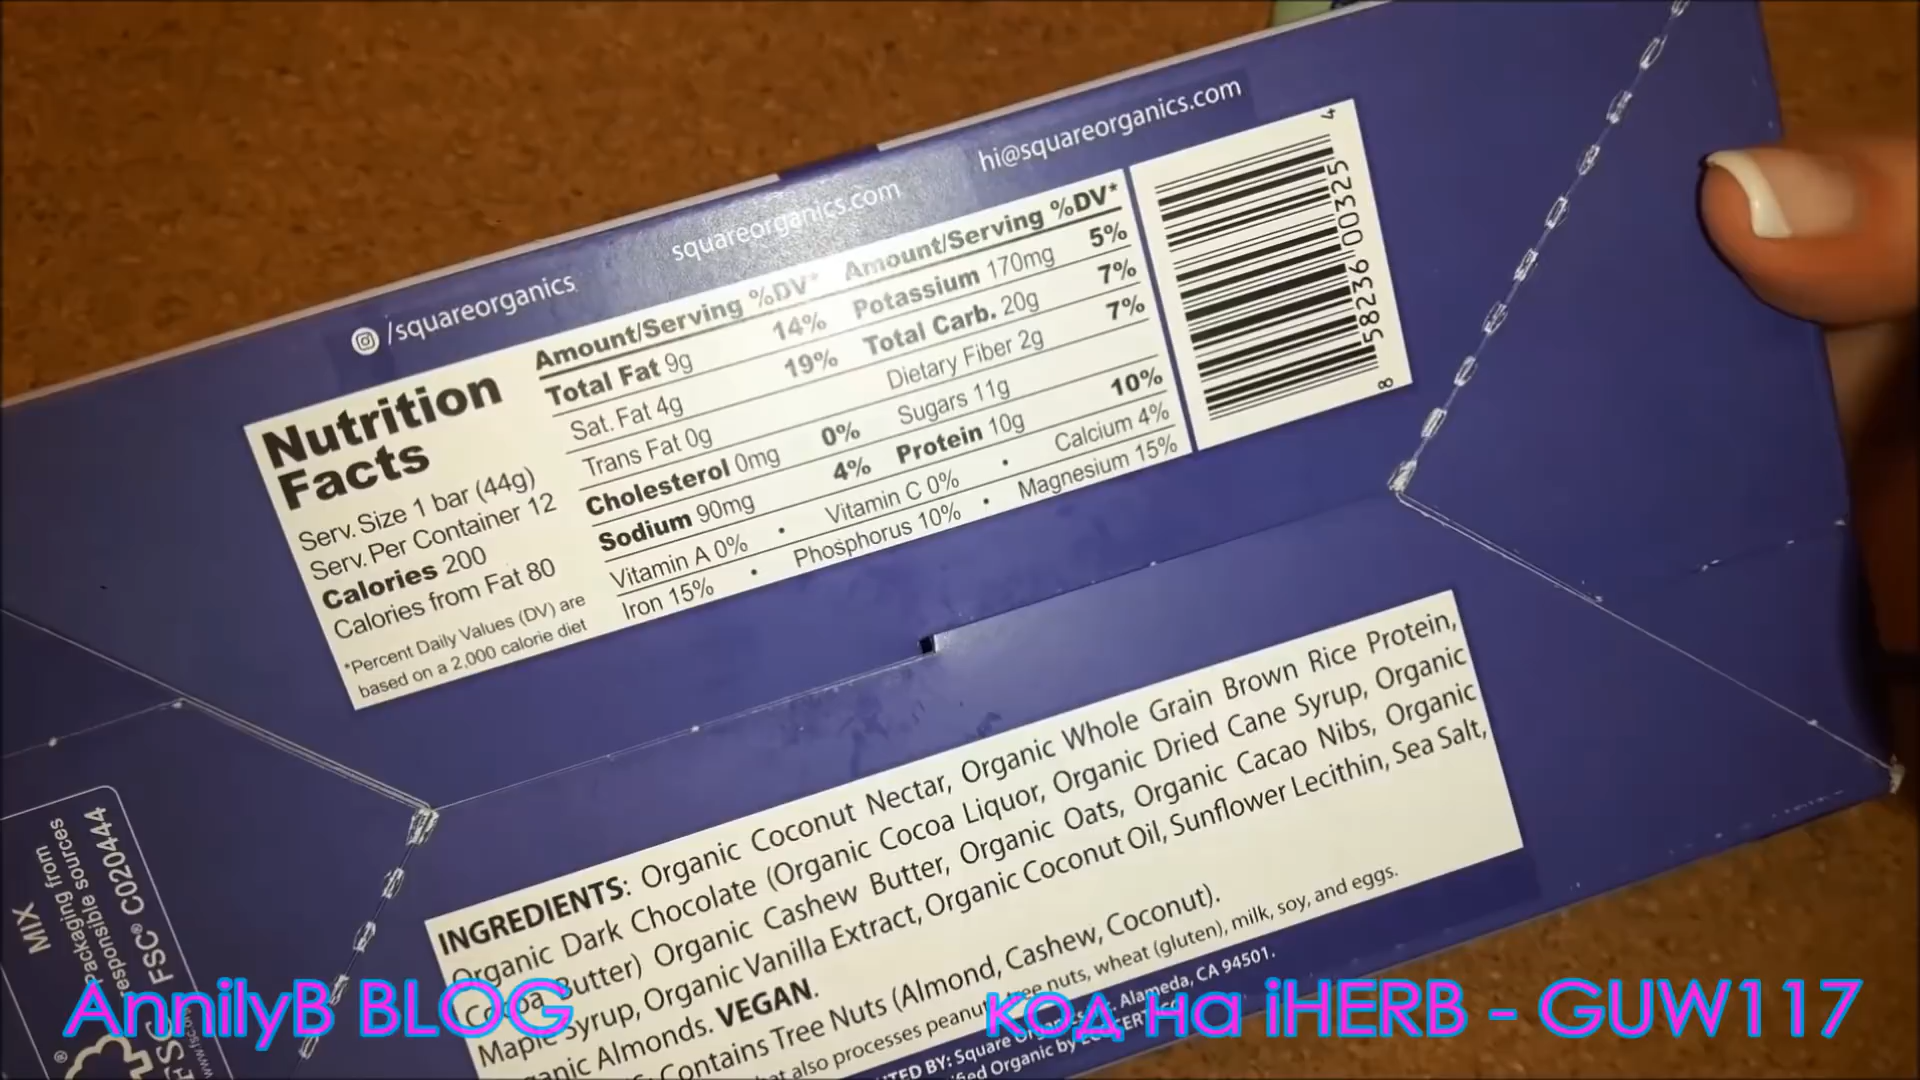 /squareorganics
squareorganics.com
hi@squareorganics.com
Nutrition
Facts
Serv. Size 1 bar (44g)
Serv. Per Container 12
Calories 200
Calories from Fat 80
*Percent Daily Values (DV) are
based on a 2,000 calorie diet
Amount/Serving %DV* Amount/Serving %DV*
Total Fat 9g 14% Potassium 170mg 5%
Sat. Fat 4g 19% Total Carb. 20g 7%
Trans Fat 0g Dietary Fiber 2g 7%
Cholesterol 0mg 0% Sugars 11g
Sodium 90mg 4% Protein 10g 10%
Vitamin A 0% • Vitamin C 0% • Calcium 4%
Iron 15% • Phosphorus 10% • Magnesium 15%
8 58236 00325 4
INGREDIENTS: Organic Coconut Nectar, Organic Whole Grain Brown Rice Protein,
Organic Dark Chocolate (Organic Cocoa Liquor, Organic Dried Cane Syrup, Organic
Cocoa Butter) Organic Cashew Butter, Organic Oats, Organic Cacao Nibs, Organic
Maple Syrup, Organic Vanilla Extract, Organic Coconut Oil, Sunflower Lecithin, Sea Salt,
Almonds. VEGAN.
Contains Tree Nuts (Almond, Cashew, Coconut).
also processes peanut, tree nuts, wheat (gluten), milk, soy, and eggs.
BY: Square Alameda, CA 94501.
Organic by
MIX
Packaging from
responsible sources
FSC® C020444
FSC
®
AnnilyB BLOG
код на iHERB - GUW117